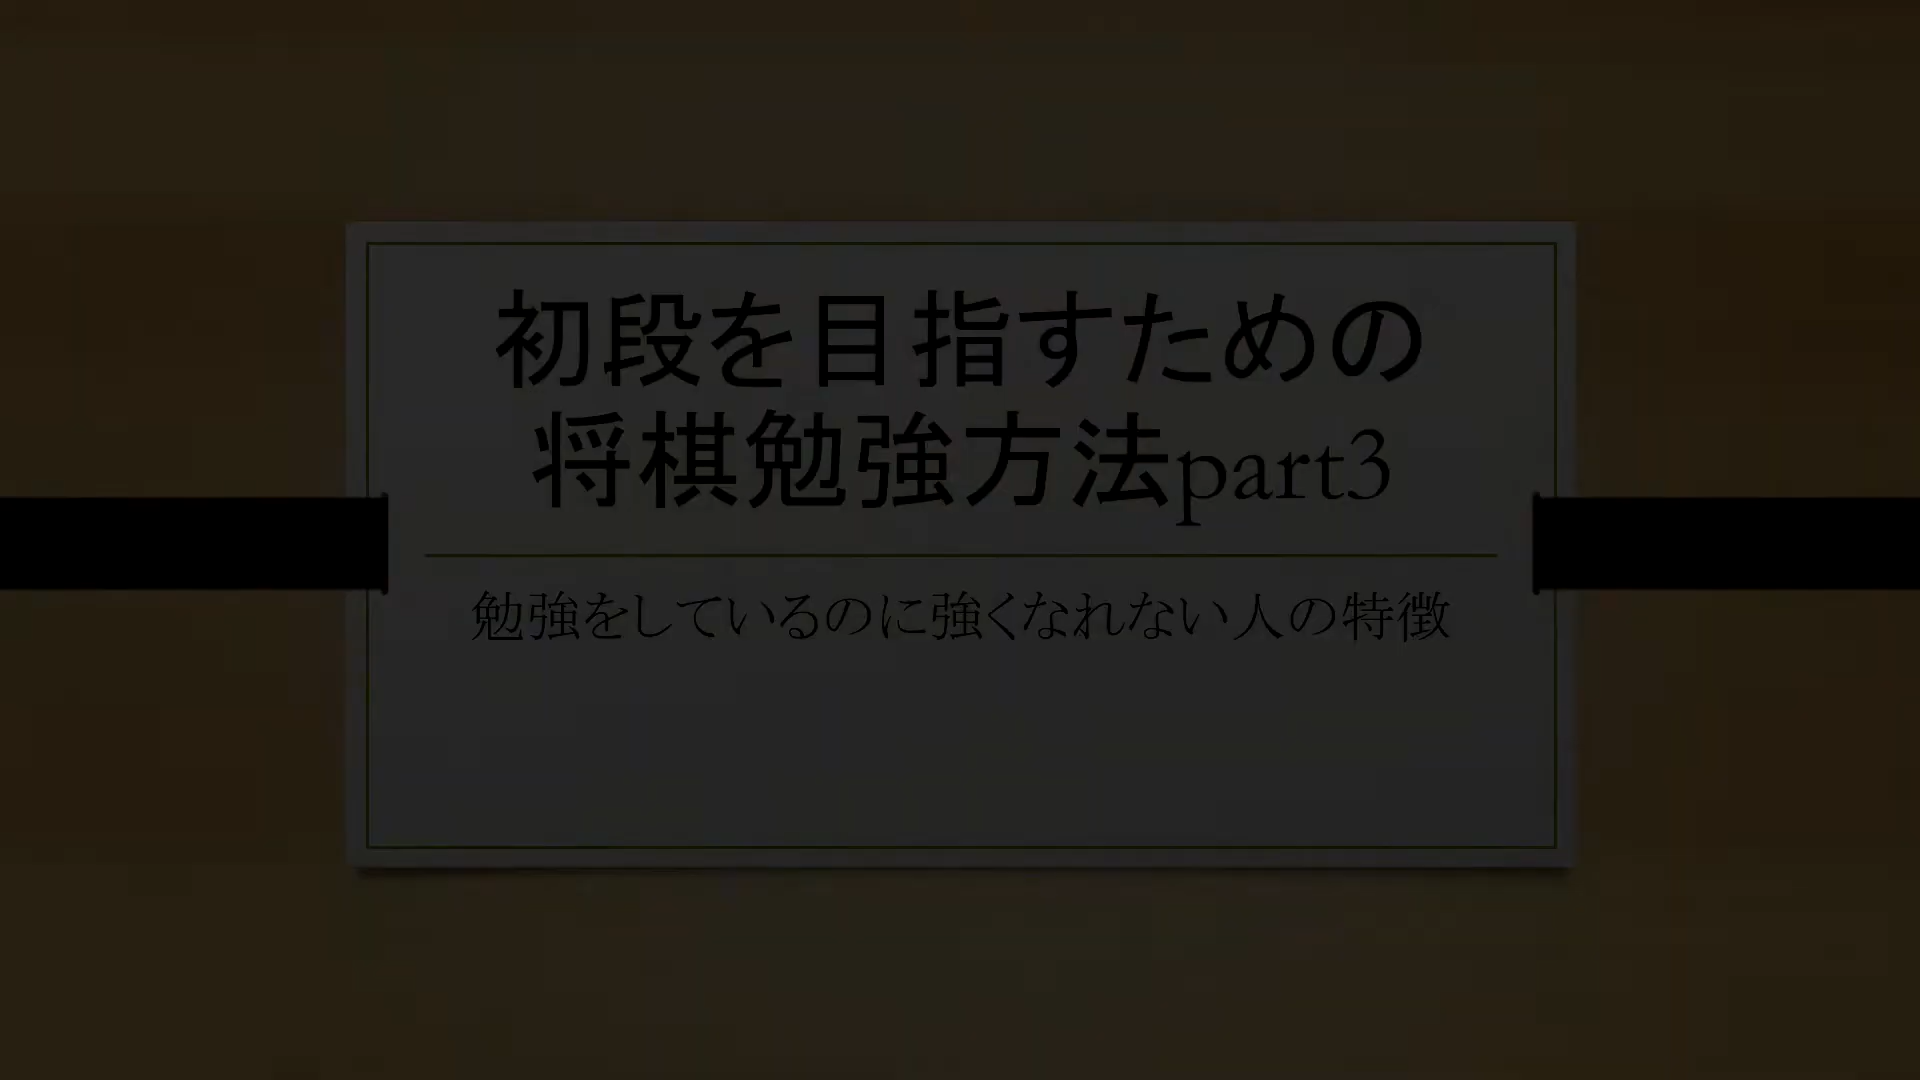 初段を目指すための
将棋勉強方法part3
勉強をしているのに強くなれない人の特徴